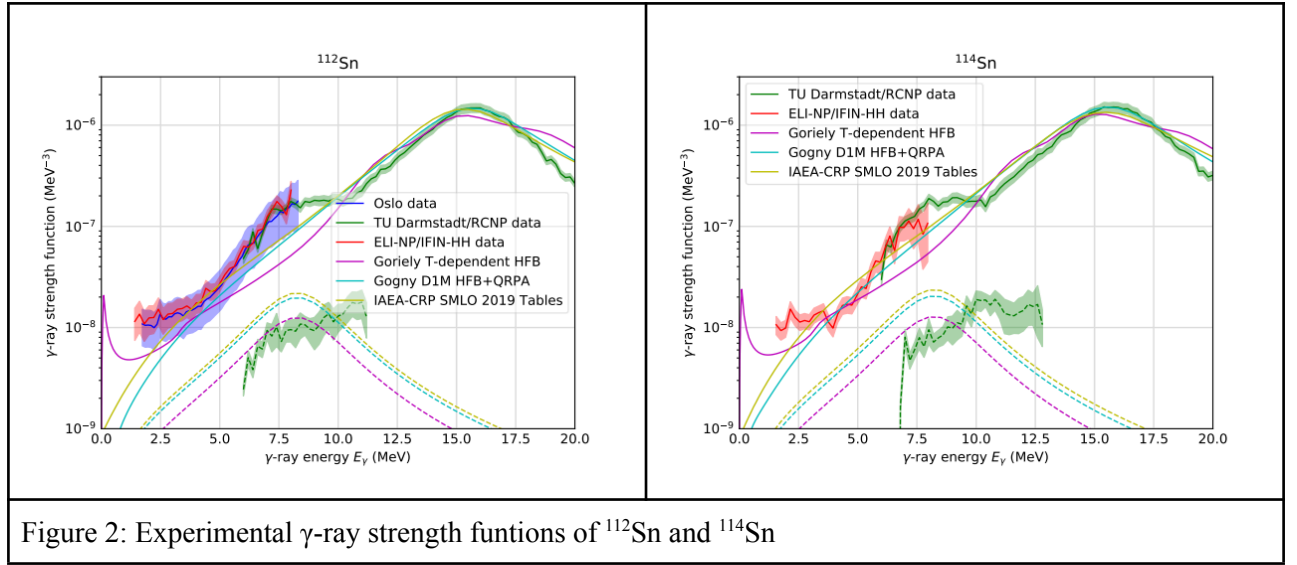 ¹¹²Sn
γ-ray strength function (MeV⁻³)
10⁻⁶
10⁻⁷
10⁻⁸
10⁻⁹
Oslo data
TU Darmstadt/RCNP data
ELI-NP/IFIN-HH data
Goriely T-dependent HFB
Gogny D1M HFB+QRPA
IAEA-CRP SMLO 2019 Tables
0.0 2.5 5.0 7.5 10.0 12.5 15.0 17.5 20.0
γ-ray energy Eγ (MeV)
¹¹⁴Sn
γ-ray strength function (MeV⁻³)
10⁻⁶
10⁻⁷
10⁻⁸
10⁻⁹
TU Darmstadt/RCNP data
ELI-NP/IFIN-HH data
Goriely T-dependent HFB
Gogny D1M HFB+QRPA
IAEA-CRP SMLO 2019 Tables
0.0 2.5 5.0 7.5 10.0 12.5 15.0 17.5 20.0
γ-ray energy Eγ (MeV)
Figure 2: Experimental γ-ray strength funtions of ¹¹²Sn and ¹¹⁴Sn